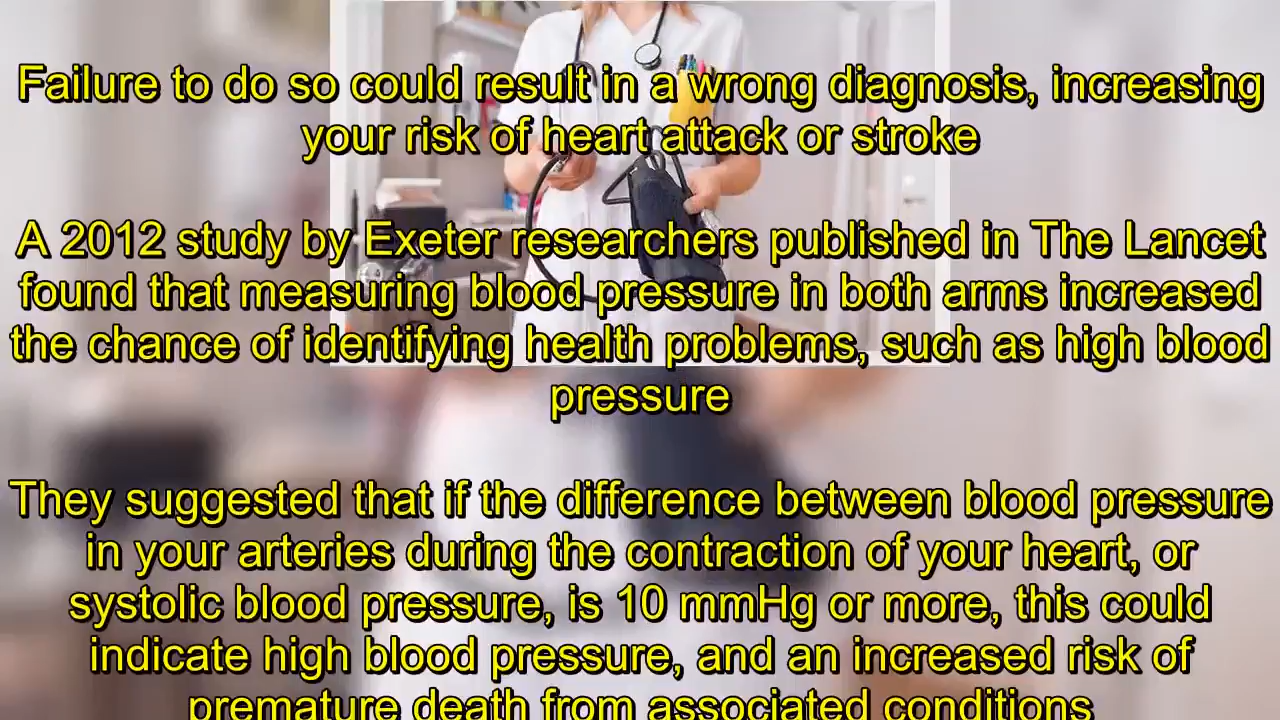 Failure to do so could result in a wrong diagnosis, increasing
your risk of heart attack or stroke
A 2012 study by Exeter researchers published in The Lancet
found that measuring blood pressure in both arms increased
the chance of identifying health problems, such as high blood
pressure
They suggested that if the difference between blood pressure
in your arteries during the contraction of your heart, or
systolic blood pressure, is 10 mmHg or more, this could
indicate high blood pressure, and an increased risk of
premature death from associated conditions